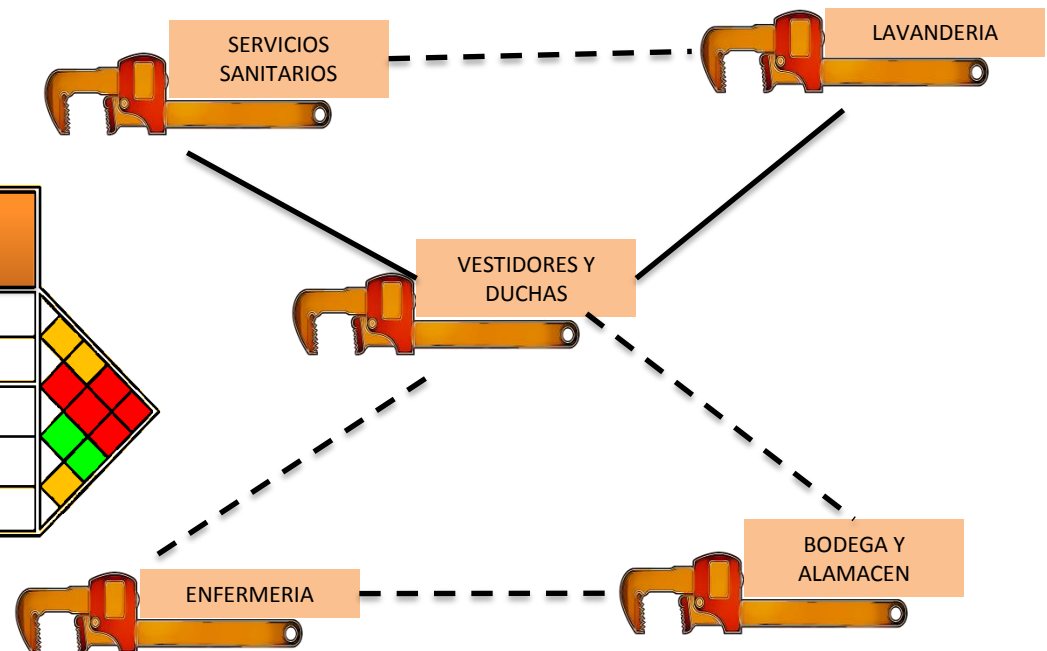 SERVICIOS
SANITARIOS
LAVANDERIA
VESTIDORES Y
DUCHAS
ENFERMERIA
BODEGA Y
ALAMACEN